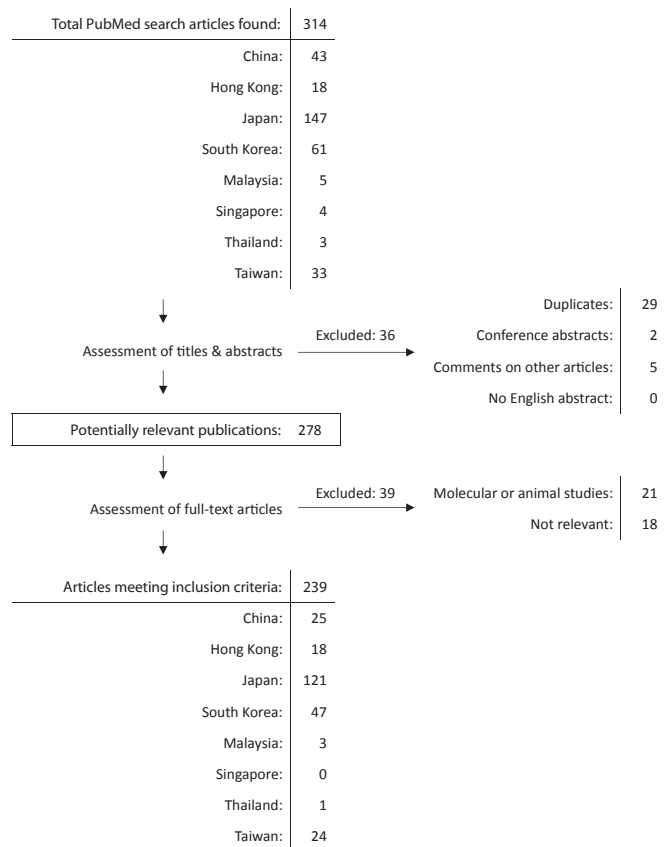 Total PubMed search articles found: 314
China: 43
Hong Kong: 18
Japan: 147
South Korea: 61
Malaysia: 5
Singapore: 4
Thailand: 3
Taiwan: 33
Assessment of titles & abstracts
Excluded: 36
Duplicates: 29
Conference abstracts: 2
Comments on other articles: 5
No English abstract: 0
Potentially relevant publications: 278
Assessment of full-text articles
Excluded: 39
Molecular or animal studies: 21
Not relevant: 18
Articles meeting inclusion criteria: 239
China: 25
Hong Kong: 18
Japan: 121
South Korea: 47
Malaysia: 3
Singapore: 0
Thailand: 1
Taiwan: 24